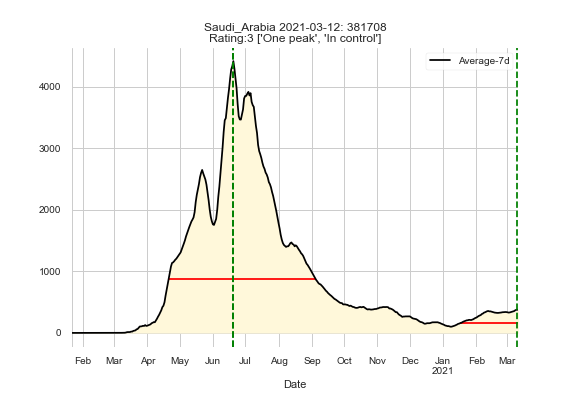 Saudi_Arabia 2021-03-12: 381708
Rating:3 ['One peak', 'In control']
Average-7d
4000
3000
2000
1000
0
Feb Mar Apr May Jun Jul Aug Sep Oct Nov Dec Jan Feb Mar
2021
Date